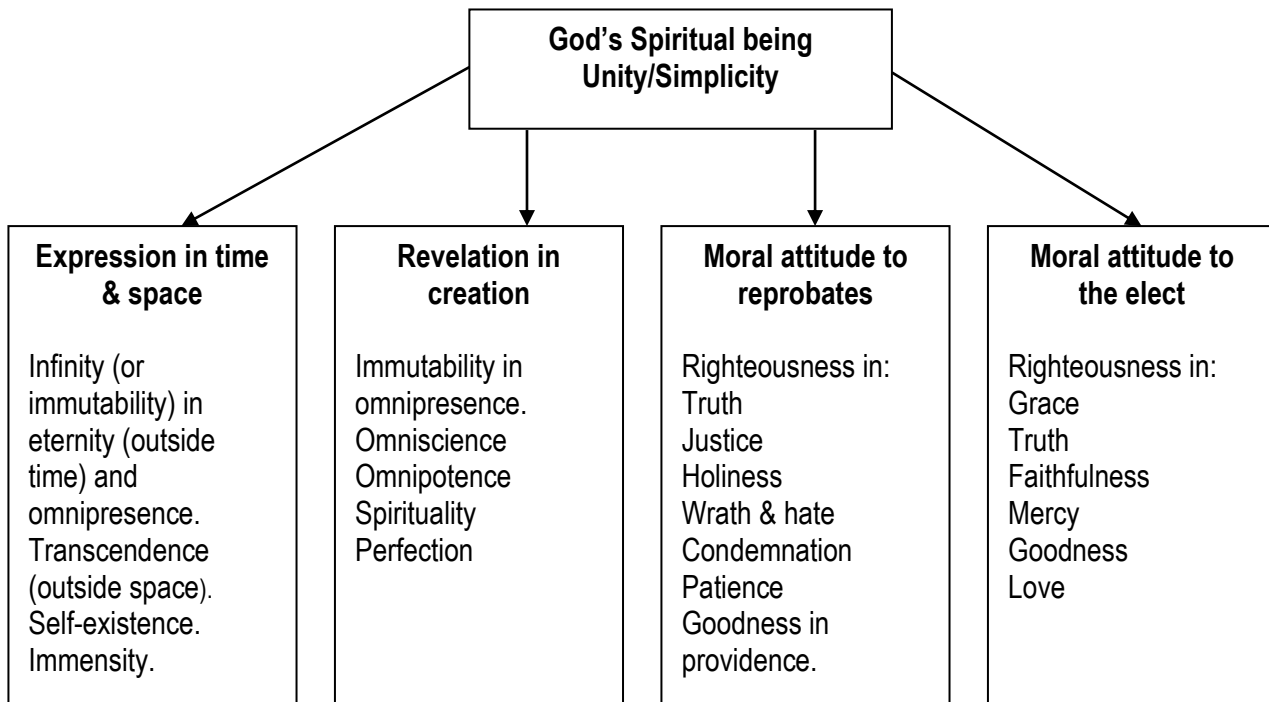 God’s Spiritual being
Unity/Simplicity
Expression in time
& space
Infinity (or
immutability) in
eternity (outside
time) and
omnipresence.
Transcendence
(outside space).
Self-existence.
Immensity.
Revelation in
creation
Immutability in
omnipresence.
Omniscience
Omnipotence
Spirituality
Perfection
Moral attitude to
reprobates
Righteousness in:
Truth
Justice
Holiness
Wrath & hate
Condemnation
Patience
Goodness in
providence.
Moral attitude to
the elect
Righteousness in:
Grace
Truth
Faithfulness
Mercy
Goodness
Love